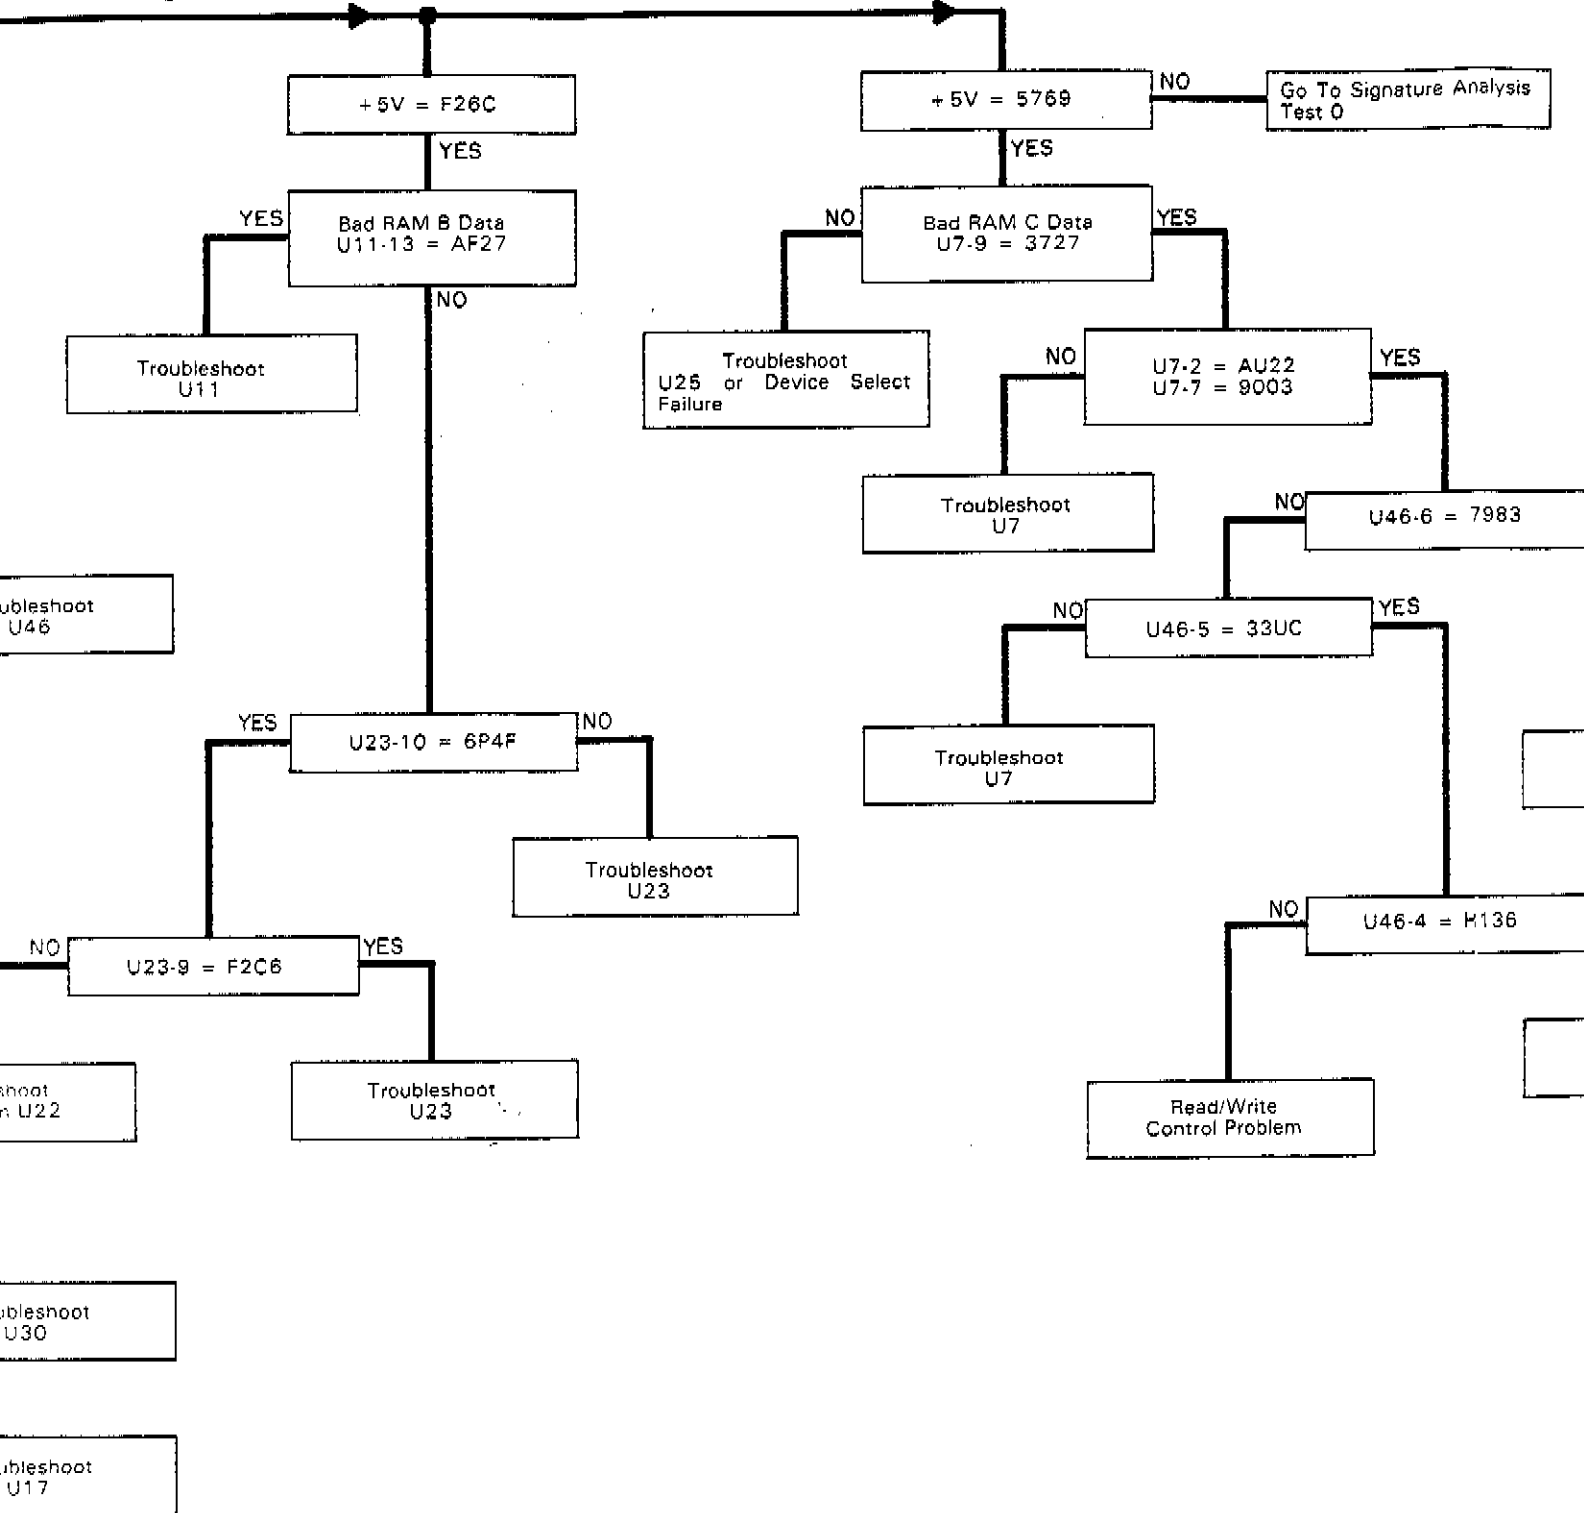 +5V = F26C
YES
YES
Bad RAM B Data
U11-13 = AF27
NO
Troubleshoot
U11
+5V = 5769
NO
Go To Signature Analysis
Test 0
YES
NO
Bad RAM C Data
U7-9 = 3727
YES
Troubleshoot
U25 or Device Select
Failure
NO
U7-2 = AU22
U7-7 = 9003
YES
Troubleshoot
U7
NO
U46-6 = 7983
NO
U46-5 = 33UC
YES
U46
YES
U23-10 = 6P4F
NO
Troubleshoot
U7
Troubleshoot
U23
NO
U23-9 = F2C6
YES
NO
U46-4 = H136
U22
Troubleshoot
U23
Read/Write
Control Problem
U30
U17